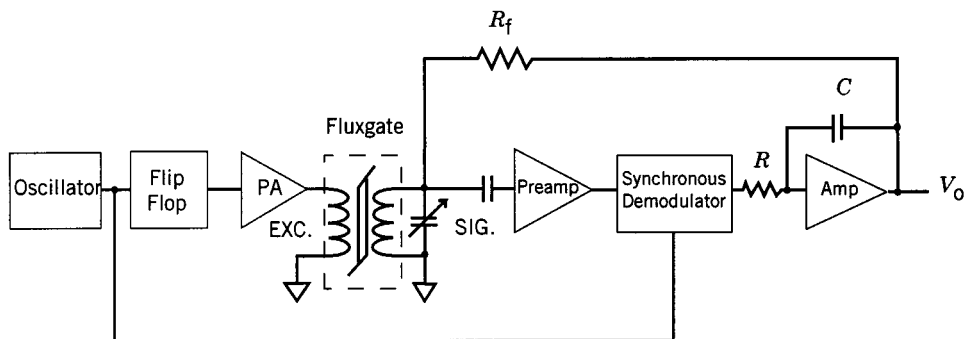 R_f
C
Fluxgate
Oscillator
Flip
Flop
PA
EXC.
SIG.
Preamp
Synchronous
Demodulator
R
Amp
V_o